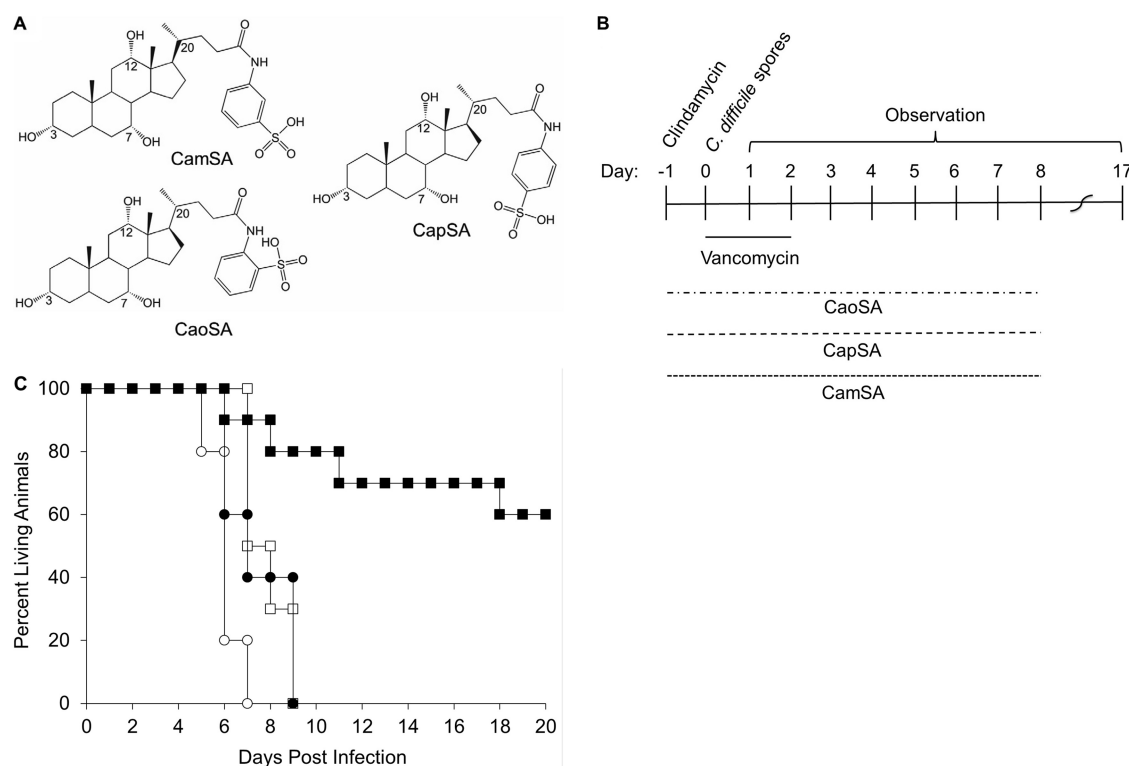 A
OH
12
20
O
NH
HO
3
7
OH
S
OH
O
O
CamSA
OH
12
20
O
NH
HO
3
7
OH
S
OH
O
O
CapSA
OH
12
20
O
NH
HO
S
O
O
HO
3
7
OH
CaoSA
B
Clindamycin
C. difficile spores
Observation
Day: -1 0 1 2 3 4 5 6 7 8 17
Vancomycin
CaoSA
CapSA
CamSA
C
Percent Living Animals
100
80
60
40
20
0
0 2 4 6 8 10 12 14 16 18 20
Days Post Infection